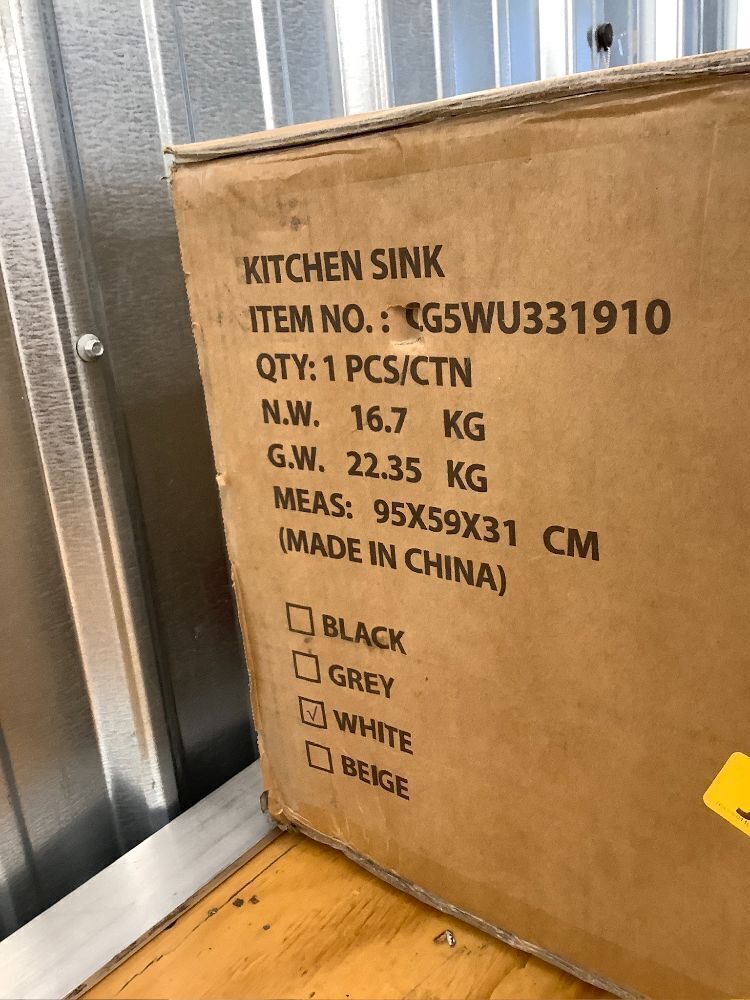 KITCHEN SINK
ITEM NO. : CG5WU331910
QTY: 1 PCS/CTN
N.W. 16.7 KG
G.W. 22.35 KG
MEAS: 95X59X31 CM
(MADE IN CHINA)
☐ BLACK
☐ GREY
☑ WHITE
☐ BEIGE